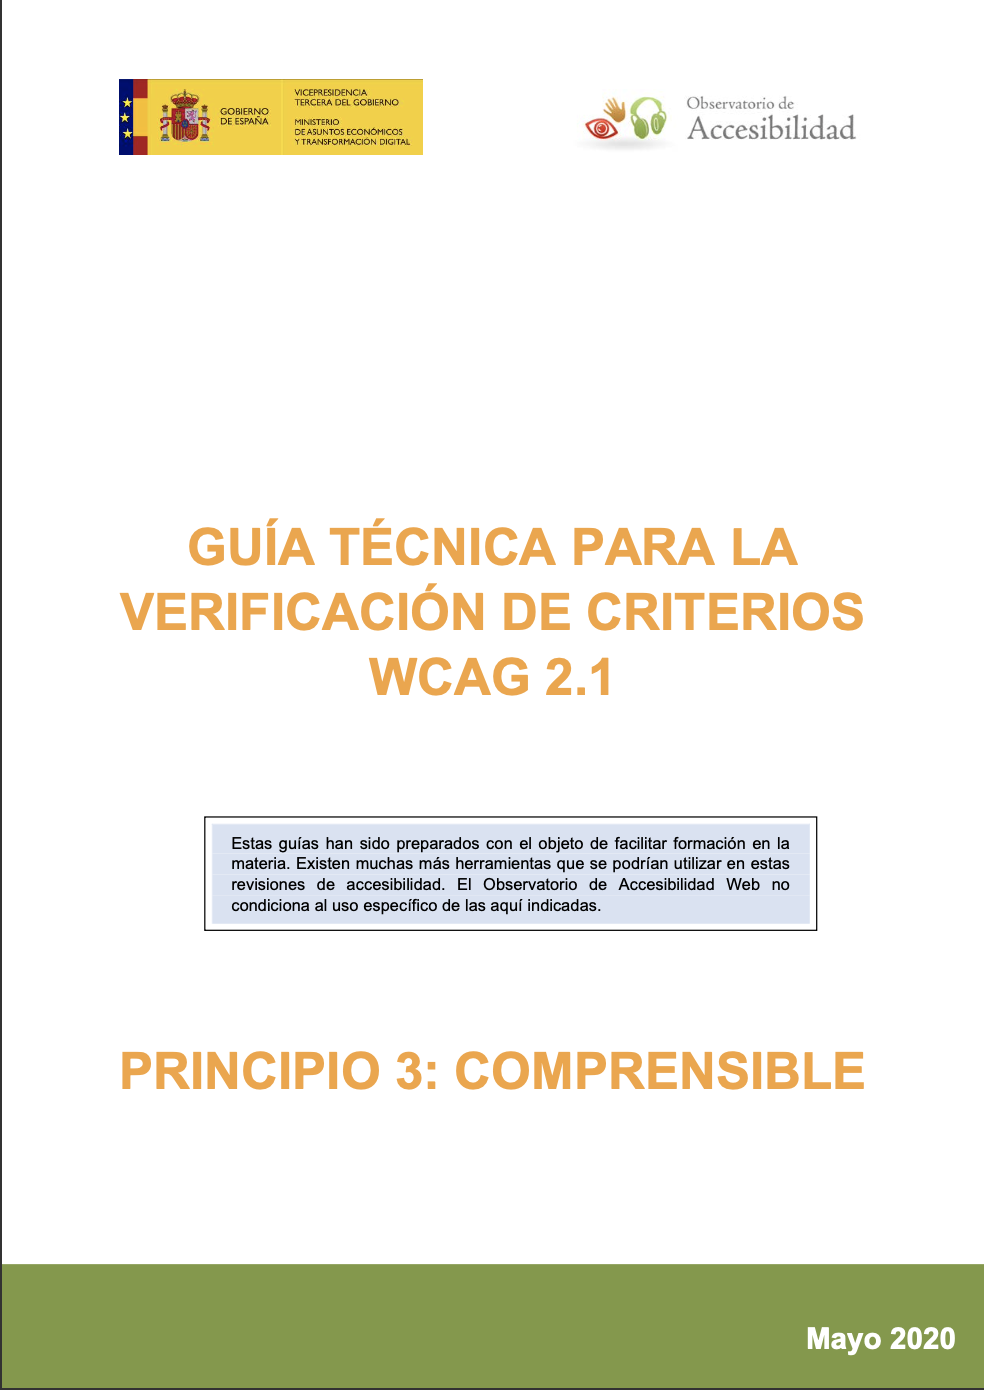 GOBIERNO
DE ESPAÑA
VICEPRESIDENCIA
TERCERA DEL GOBIERNO
MINISTERIO
DE ASUNTOS ECONÓMICOS
Y TRANSFORMACIÓN DIGITAL
Observatorio de
Accesibilidad
GUÍA TÉCNICA PARA LA
VERIFICACIÓN DE CRITERIOS
WCAG 2.1
Estas guías han sido preparados con el objeto de facilitar formación en la
materia. Existen muchas más herramientas que se podrían utilizar en estas
revisiones de accesibilidad. El Observatorio de Accesibilidad Web no
condiciona al uso específico de las aquí indicadas.
PRINCIPIO 3: COMPRENSIBLE
Mayo 2020